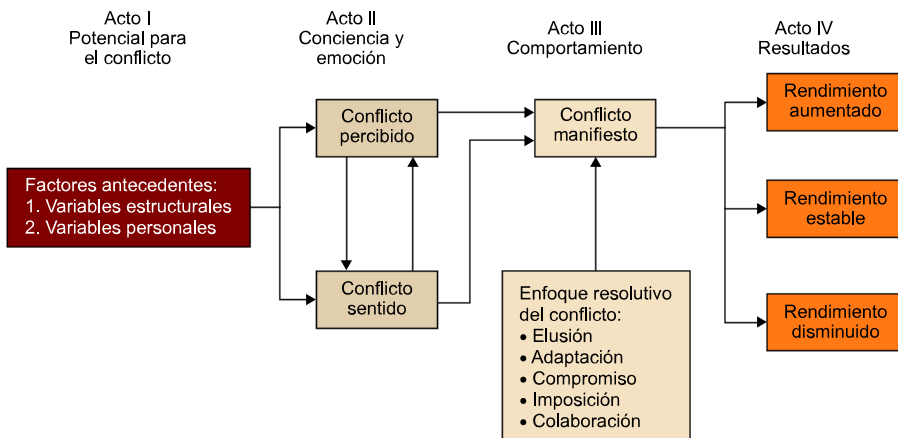 Acto I
Potencial para
el conflicto
Acto II
Conciencia y
emoción
Acto III
Comportamiento
Acto IV
Resultados
Factores antecedentes:
1. Variables estructurales
2. Variables personales
Conflicto
percibido
Conflicto
sentido
Conflicto
manifiesto
Enfoque resolutivo
del conflicto:
• Elusión
• Adaptación
• Compromiso
• Imposición
• Colaboración
Rendimiento
aumentado
Rendimiento
estable
Rendimiento
disminuido